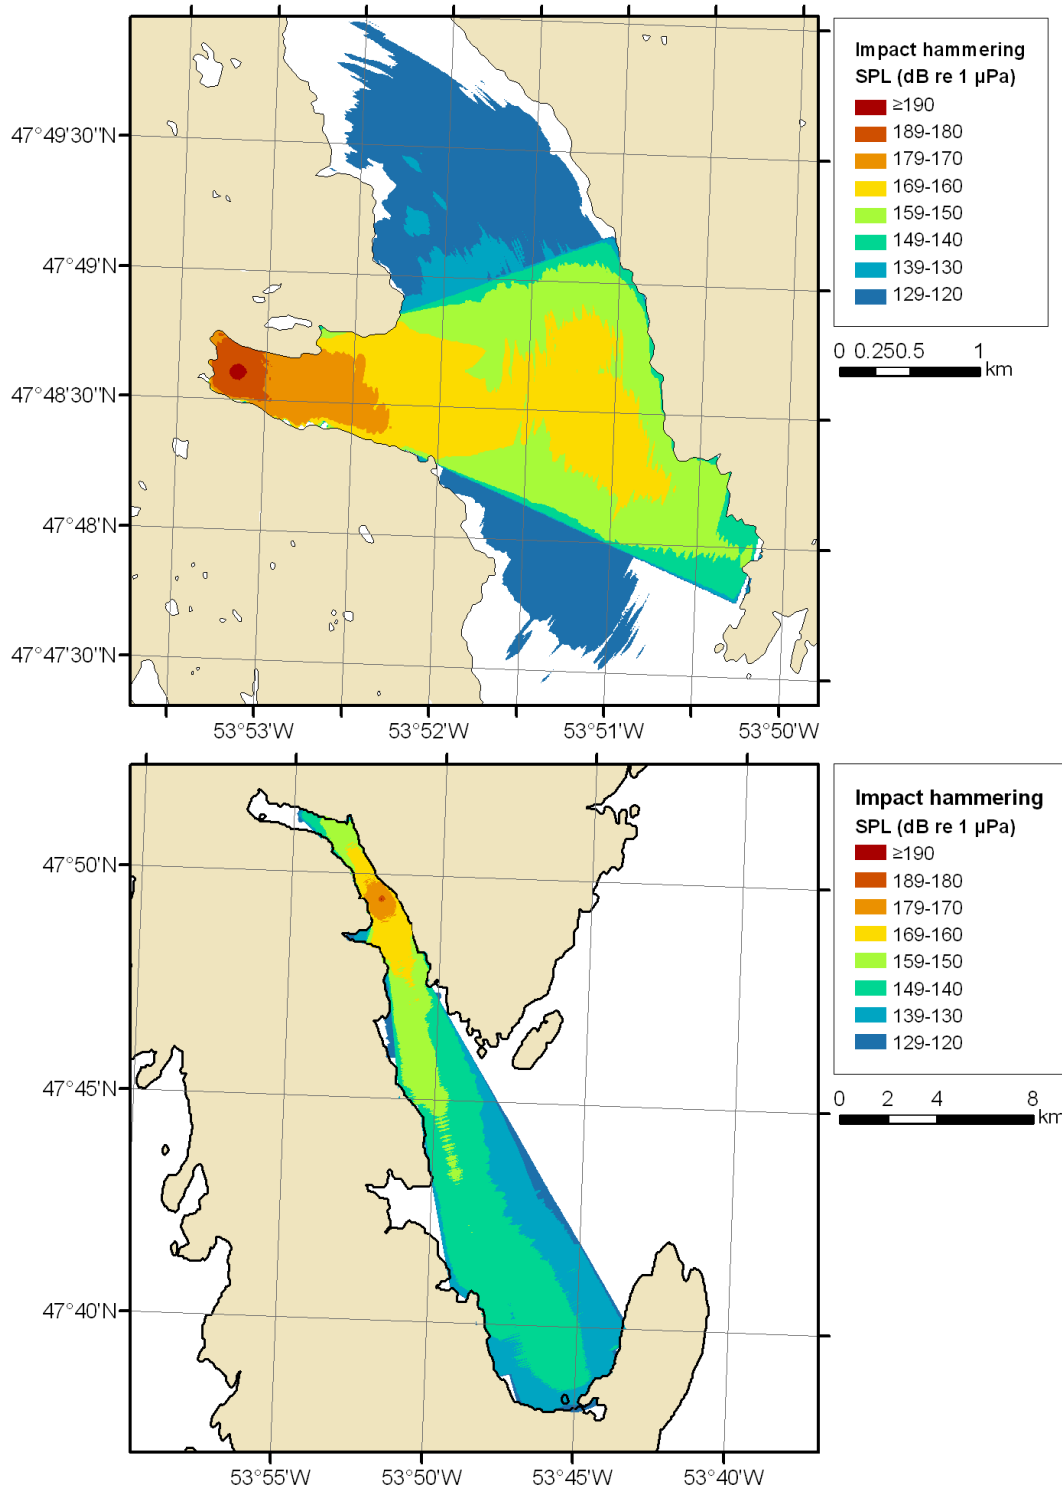 Impact hammering
SPL (dB re 1 µPa)
≥190
189-180
179-170
169-160
159-150
149-140
139-130
129-120
0 0.250.5 1
km
47°49'30"N
47°49'N
47°48'30"N
47°48'N
47°47'30"N
53°53'W 53°52'W 53°51'W 53°50'W
Impact hammering
SPL (dB re 1 µPa)
≥190
189-180
179-170
169-160
159-150
149-140
139-130
129-120
0 2 4 8
km
47°50'N
47°45'N
47°40'N
53°55'W 53°50'W 53°45'W 53°40'W